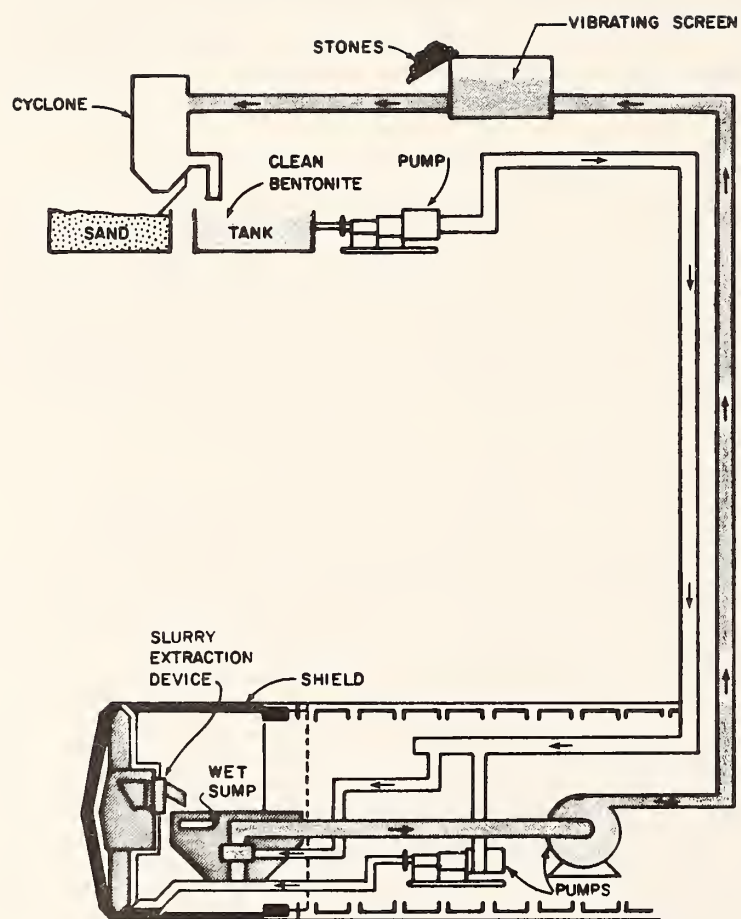 VIBRATING SCREEN
STONES
CYCLONE
CLEAN
BENTONITE
PUMP
SAND
TANK
SLURRY
EXTRACTION
DEVICE
SHIELD
WET
SUMP
PUMPS